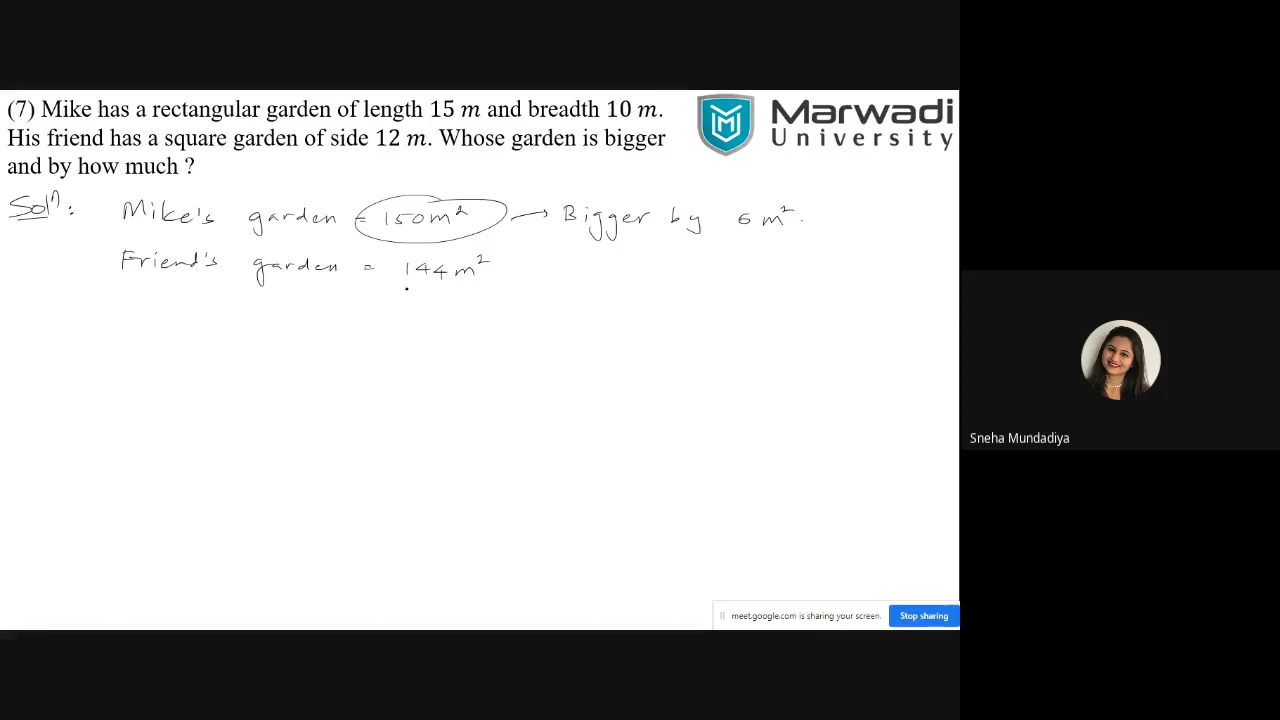 (7) Mike has a rectangular garden of length 15 m and breadth 10 m.
His friend has a square garden of side 12 m. Whose garden is bigger
and by how much ?
Marwadi
University
Solⁿ: Mike's garden = 150m² → Bigger by 6 m².
Friend's garden = 144m²
Sneha Mundadiya
meet.google.com is sharing your screen. Stop sharing